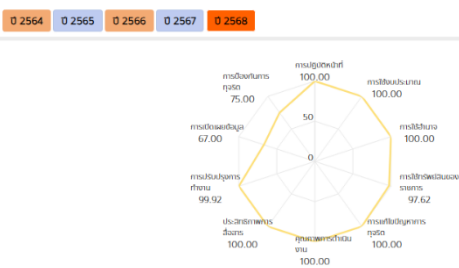 ปี 2564 ปี 2565 ปี 2566 ปี 2567 ปี 2568
การปฏิบัติหน้าที่
100.00
การใช้งบประมาณ
100.00
การใช้อำนาจ
100.00
การใช้ทรัพย์สินของ
ราชการ
97.62
การแก้ไขปัญหาการ
ทุจริต
100.00
คุณภาพการดำเนิน
งาน
100.00
ประสิทธิภาพการ
สื่อสาร
100.00
การปรับปรุงการ
ทำงาน
99.92
การเปิดเผยข้อมูล
67.00
การป้องกันการ
ทุจริต
75.00
50
0